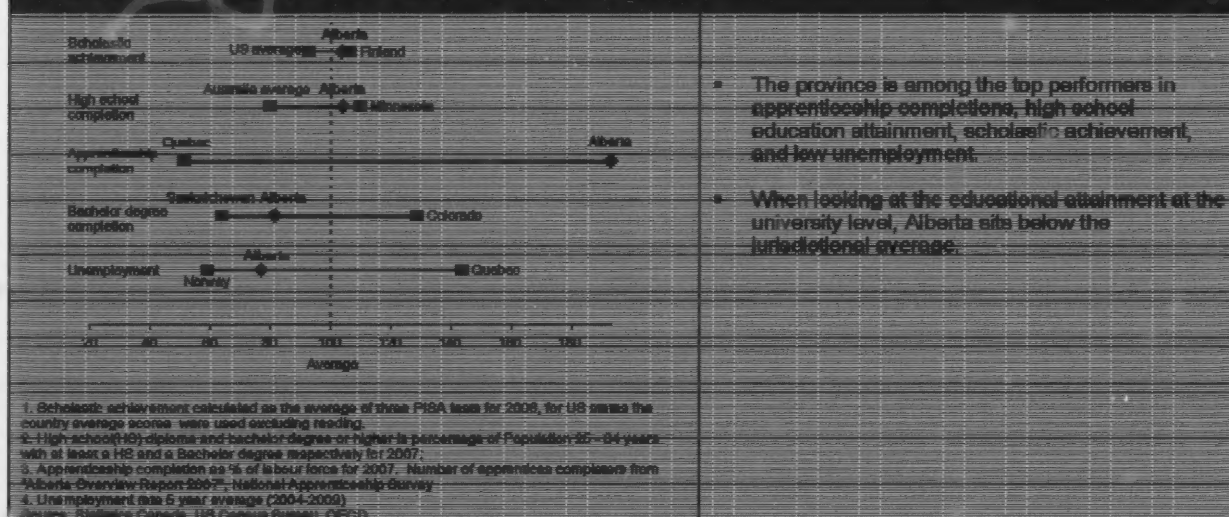 Scholastic
achievement
US average
Alberta
Finland
High school
completion
Australia average
Alberta
Minnesota
Apprenticeship
completion
Quebec
Alberta
Bachelor degree
completion
Saskatchewan
Alberta
Colorado
Unemployment
Norway
Alberta
Quebec
20 40 60 80 100 120 140 160 180
Average
1. Scholastic achievement calculated as the average of three PISA tests for 2006, for US states the
country average scores were used excluding reading.
2. High school(HS) diploma and bachelor degree or higher is percentage of Population 25 - 64 years
with at least a HS and a Bachelor degree respectively for 2007;
3. Apprenticeship completion as % of labour force for 2007. Number of apprentices completers from
"Alberta Overview Report 2007", National Apprenticeship Survey
4. Unemployment rate 5 year average (2004-2009)
Source: Statistics Canada, US Census Bureau, OECD
▪ The province is among the top performers in
apprenticeship completions, high school
education attainment, scholastic achievement,
and low unemployment.
▪ When looking at the educational attainment at the
university level, Alberta sits below the
jurisdictional average.